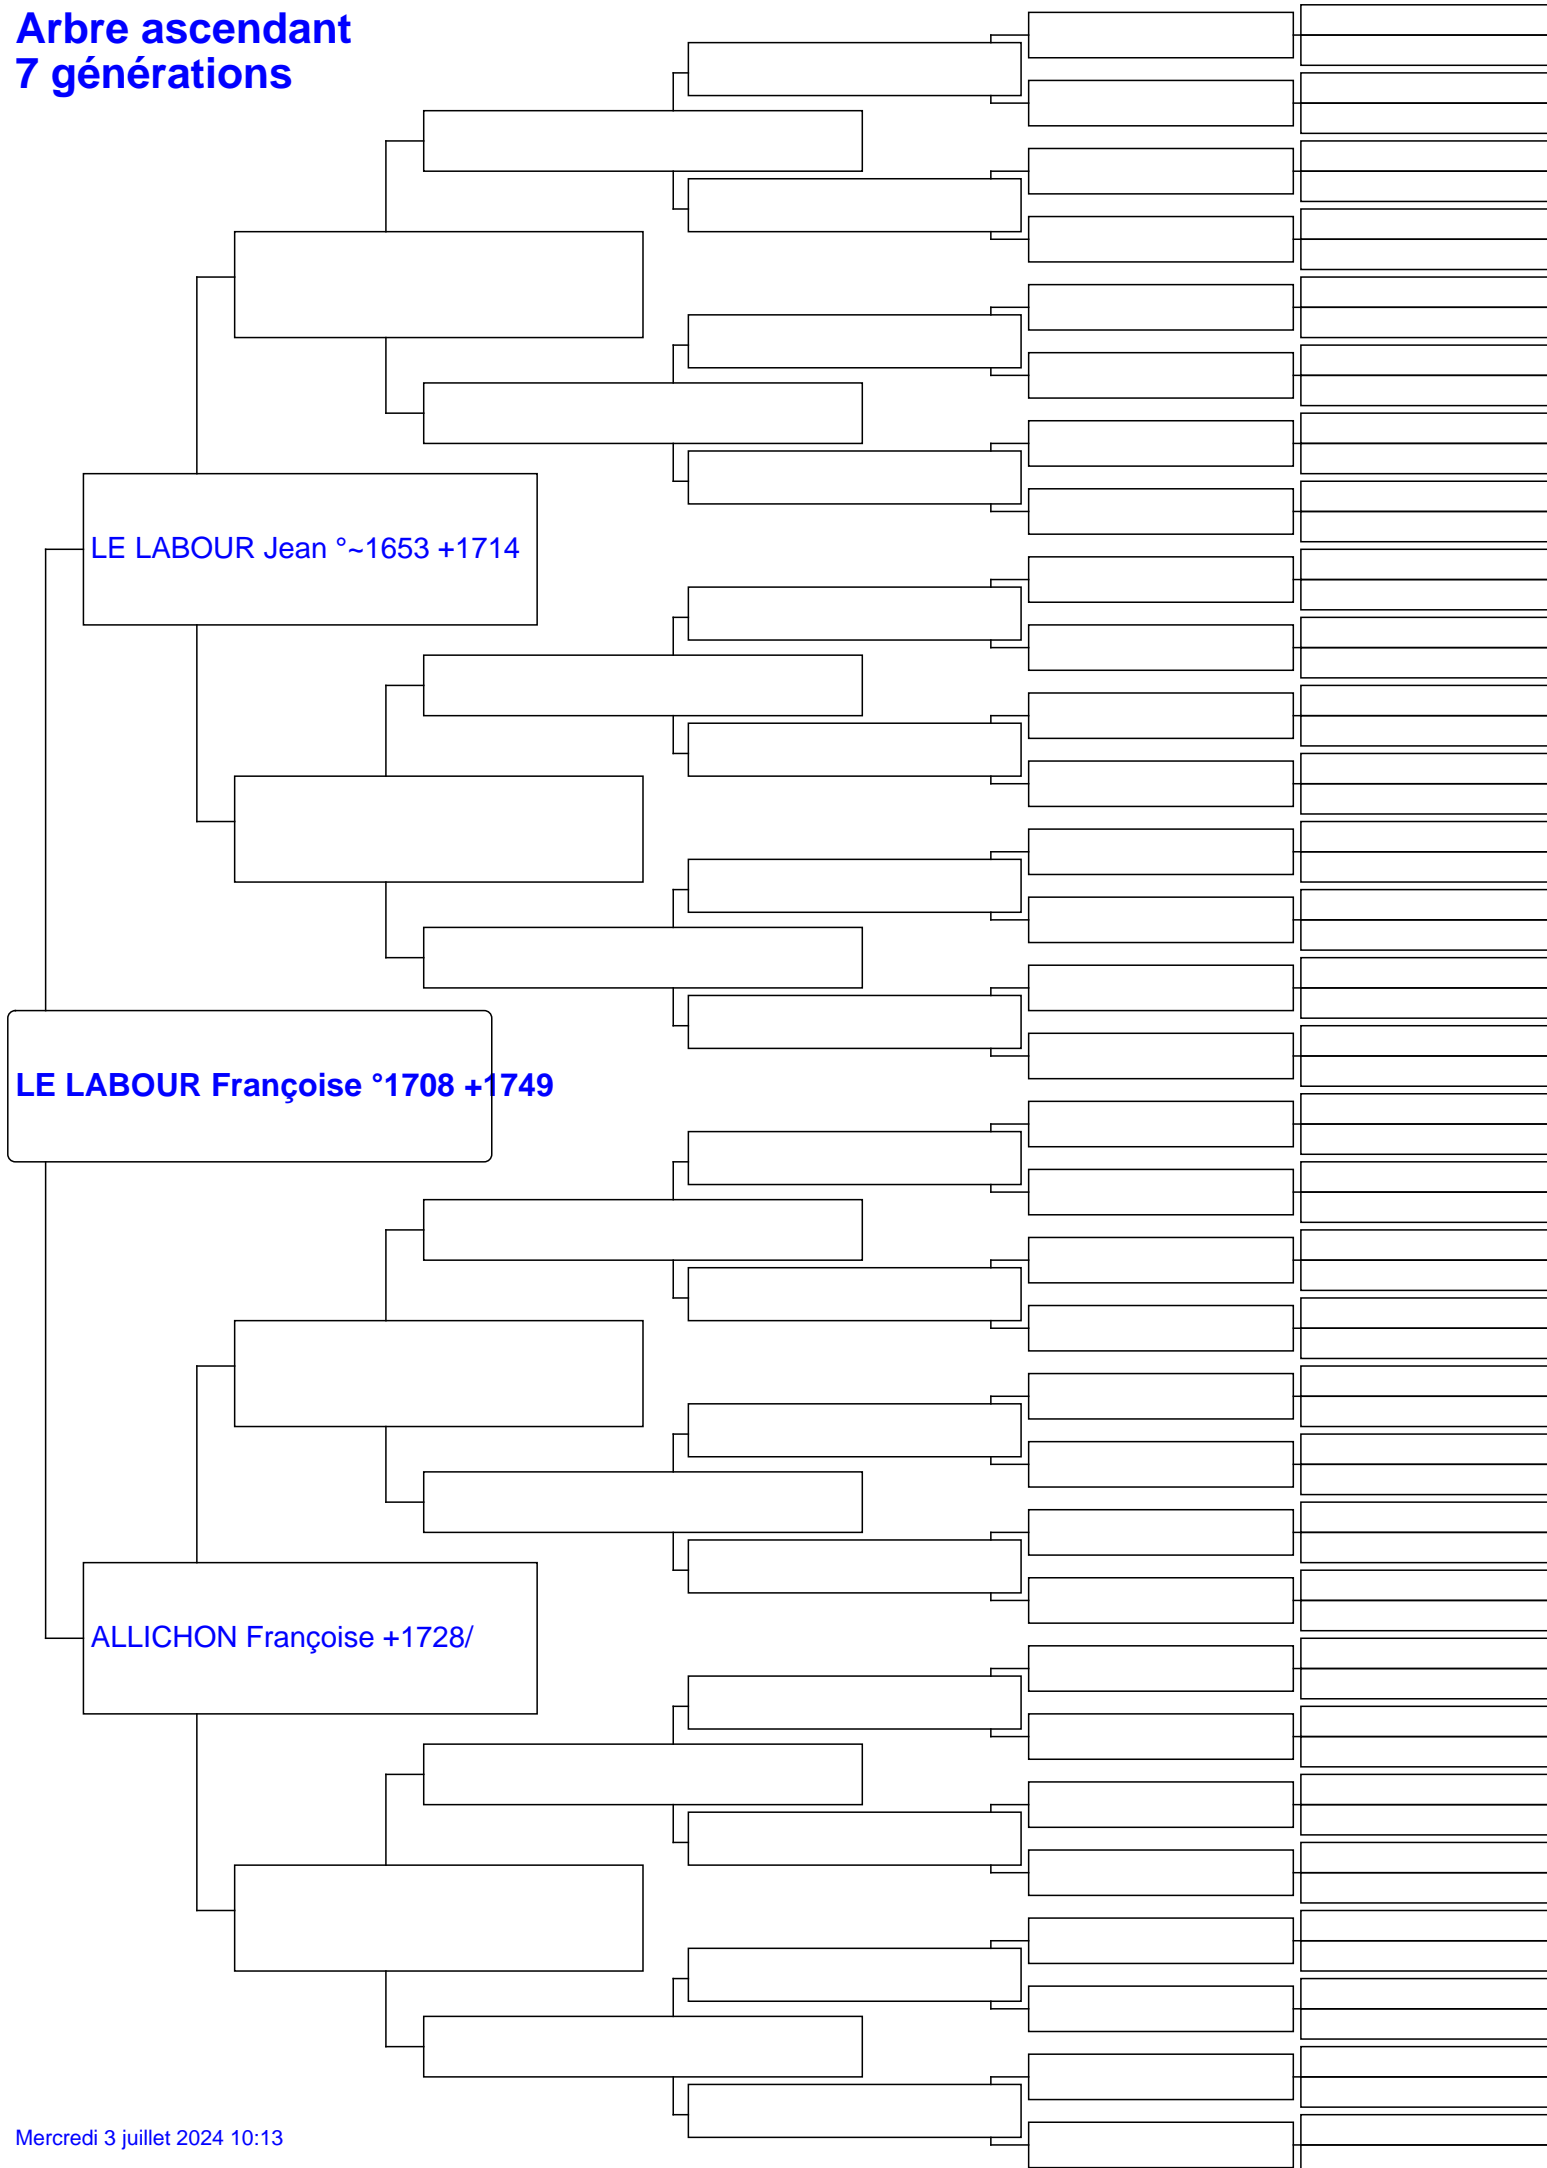 Arbre ascendant
7 générations
LE LABOUR Jean °~1653 +1714
LE LABOUR Françoise °1708 +1749
ALLICHON Françoise +1728/
Mercredi 3 juillet 2024 10:13